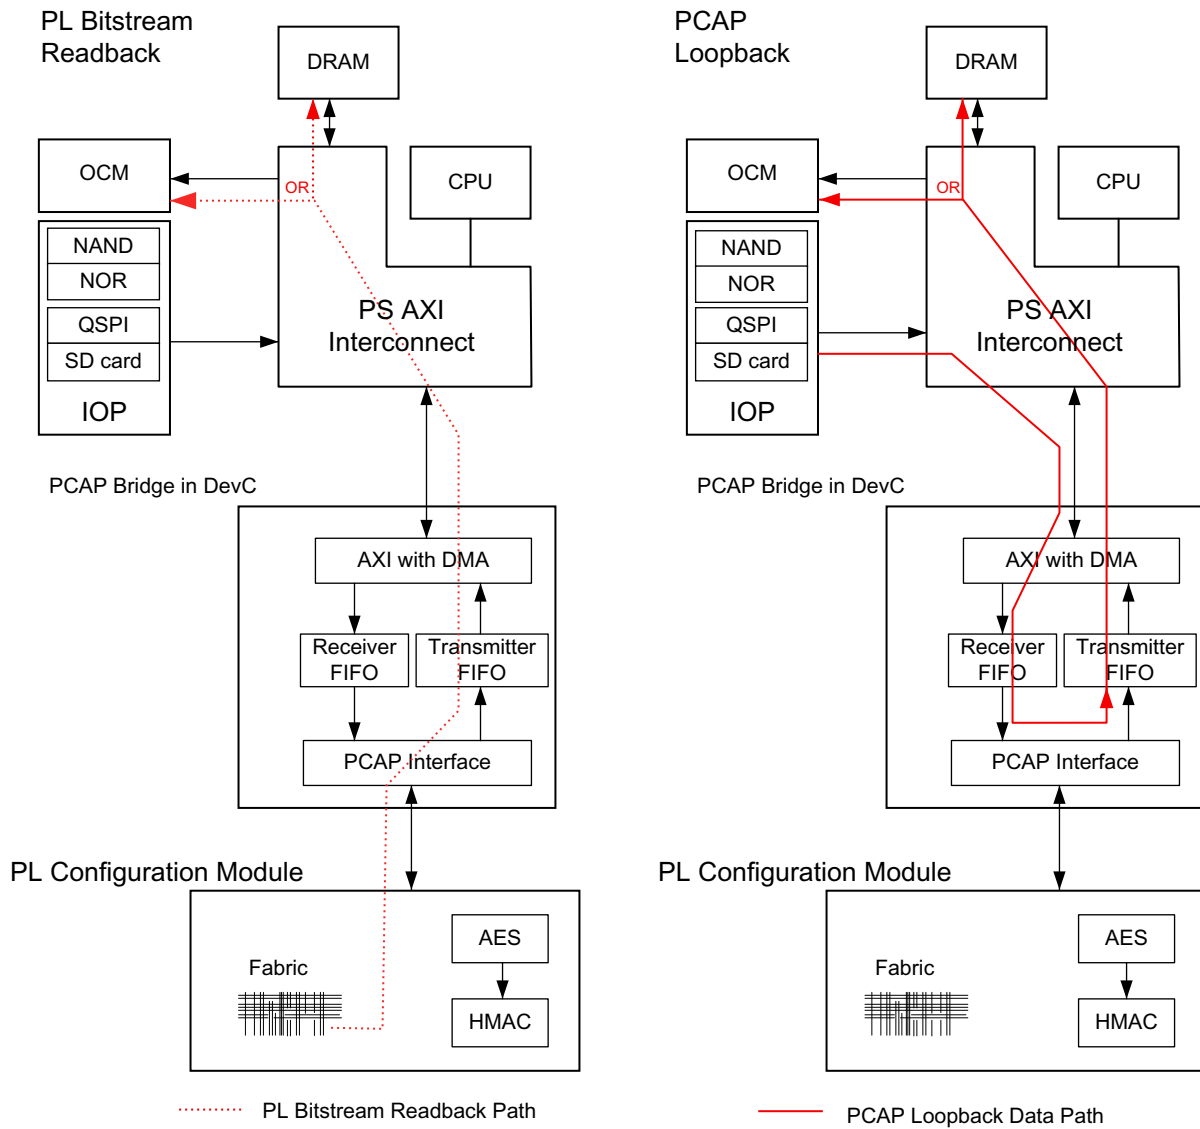 PL Bitstream
Readback
DRAM
OCM
OR
CPU
NAND
NOR
QSPI
SD card
IOP
PS AXI
Interconnect
PCAP Bridge in DevC
AXI with DMA
Receiver
FIFO
Transmitter
FIFO
PCAP Interface
PL Configuration Module
AES
Fabric
HMAC
PL Bitstream Readback Path
PCAP
Loopback
DRAM
OCM
OR
CPU
NAND
NOR
QSPI
SD card
IOP
PS AXI
Interconnect
PCAP Bridge in DevC
AXI with DMA
Receiver
FIFO
Transmitter
FIFO
PCAP Interface
PL Configuration Module
AES
Fabric
HMAC
PCAP Loopback Data Path